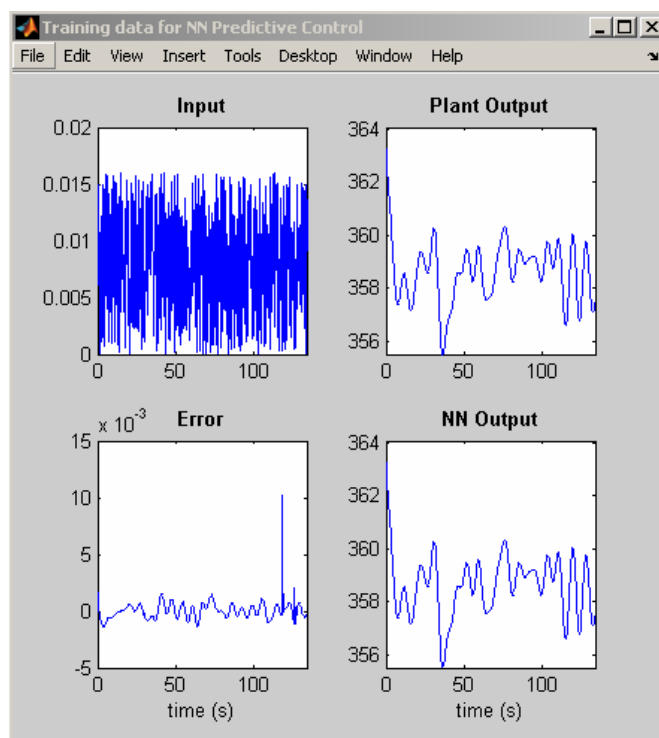 Training data for NN Predictive Control
File Edit View Insert Tools Desktop Window Help
Input
0.02
0.015
0.01
0.005
0
0 50 100
Plant Output
364
362
360
358
356
0 50 100
Error
x 10-3
15
10
5
0
-5
0 50 100
time (s)
NN Output
364
362
360
358
356
0 50 100
time (s)